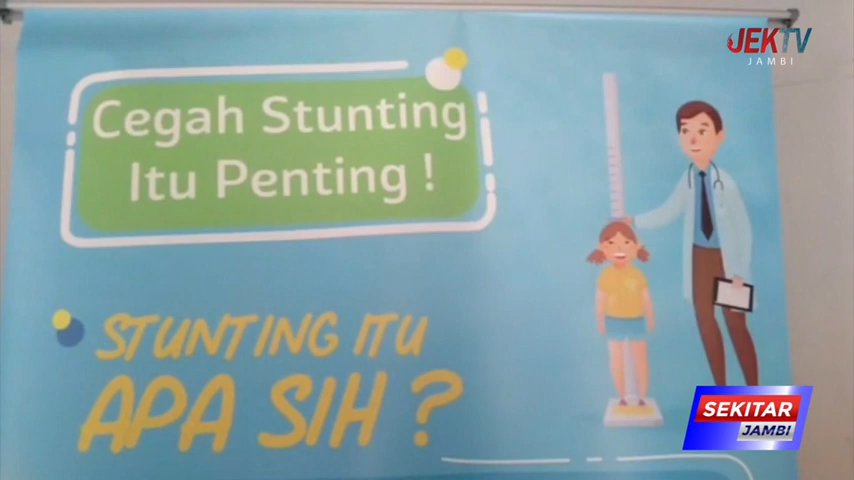 JEKTV
JAMBI
Cegah Stunting
Itu Penting !
STUNTING ITU
APA SIH ?
SEKITAR
JAMBI